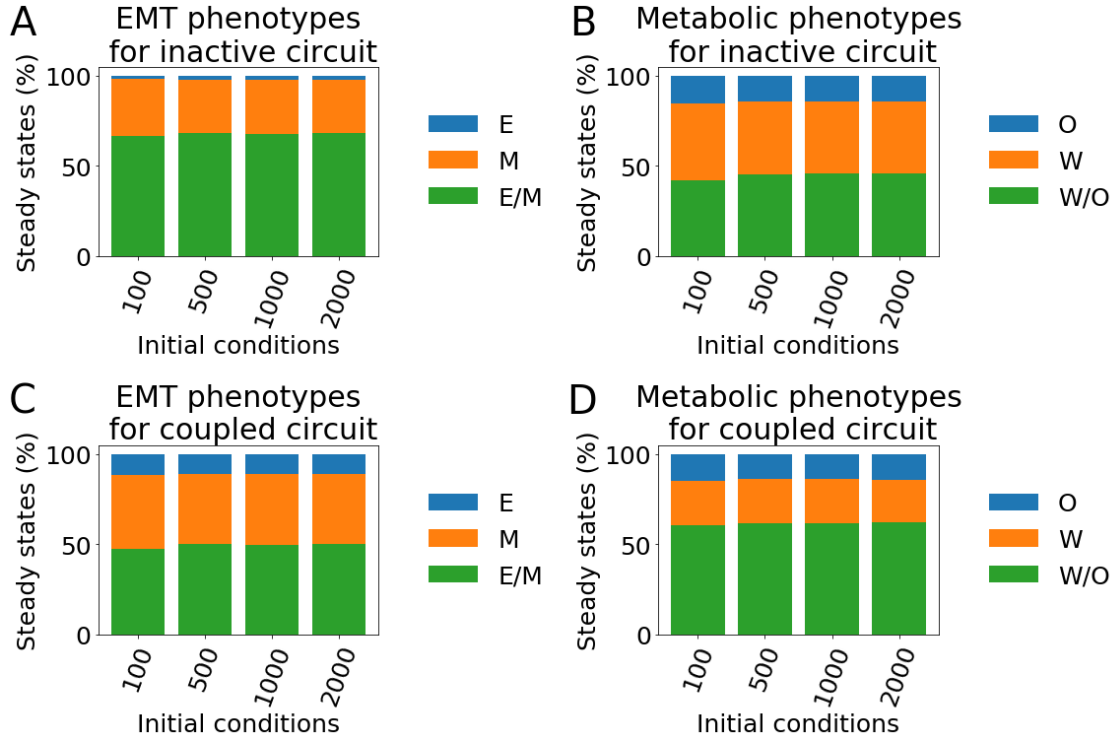 A
EMT phenotypes
for inactive circuit
Steady states (%)
100
50
0
100
500
1000
2000
Initial conditions
E
M
E/M
B
Metabolic phenotypes
for inactive circuit
Steady states (%)
100
50
0
100
500
1000
2000
Initial conditions
O
W
W/O
C
EMT phenotypes
for coupled circuit
Steady states (%)
100
50
0
100
500
1000
2000
Initial conditions
E
M
E/M
D
Metabolic phenotypes
for coupled circuit
Steady states (%)
100
50
0
100
500
1000
2000
Initial conditions
O
W
W/O